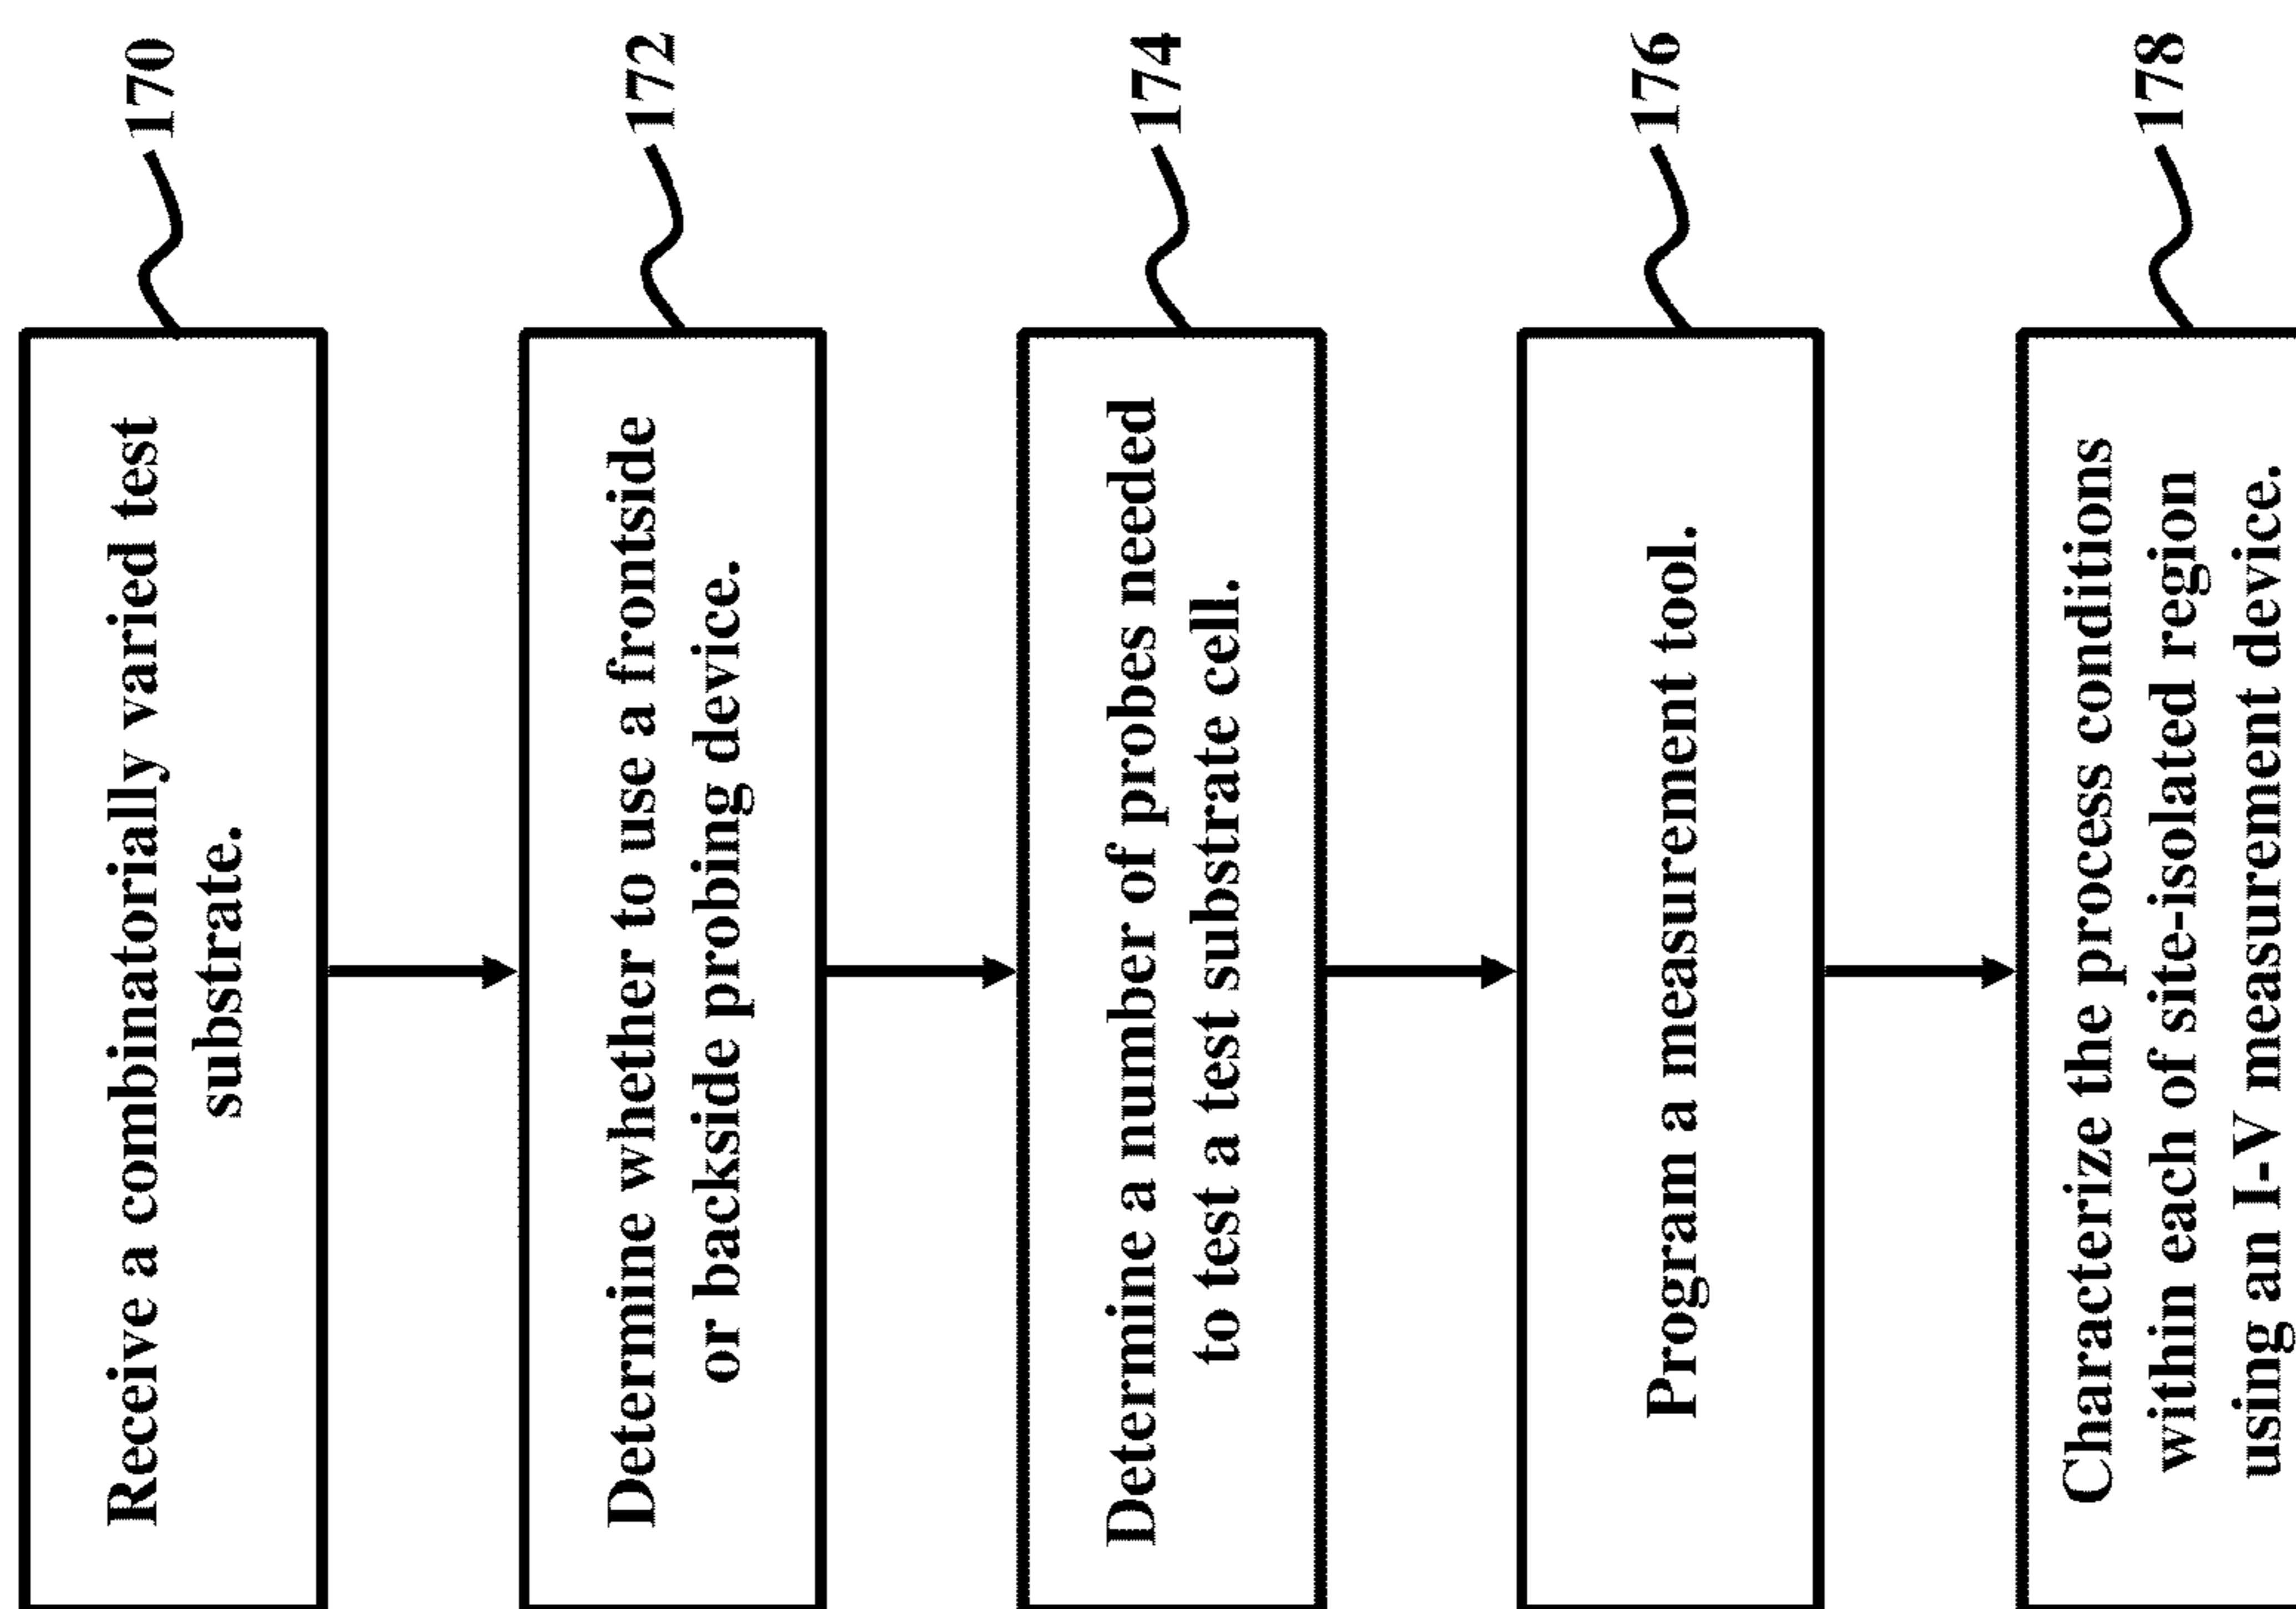 Receive a combinatorially varied test
substrate.
170
Determine whether to use a frontside
or backside probing device.
172
Determine a number of probes needed
to test a test substrate cell.
174
Program a measurement tool.
176
Characterize the process conditions
within each of site-isolated region
using an I-V measurement device.
178